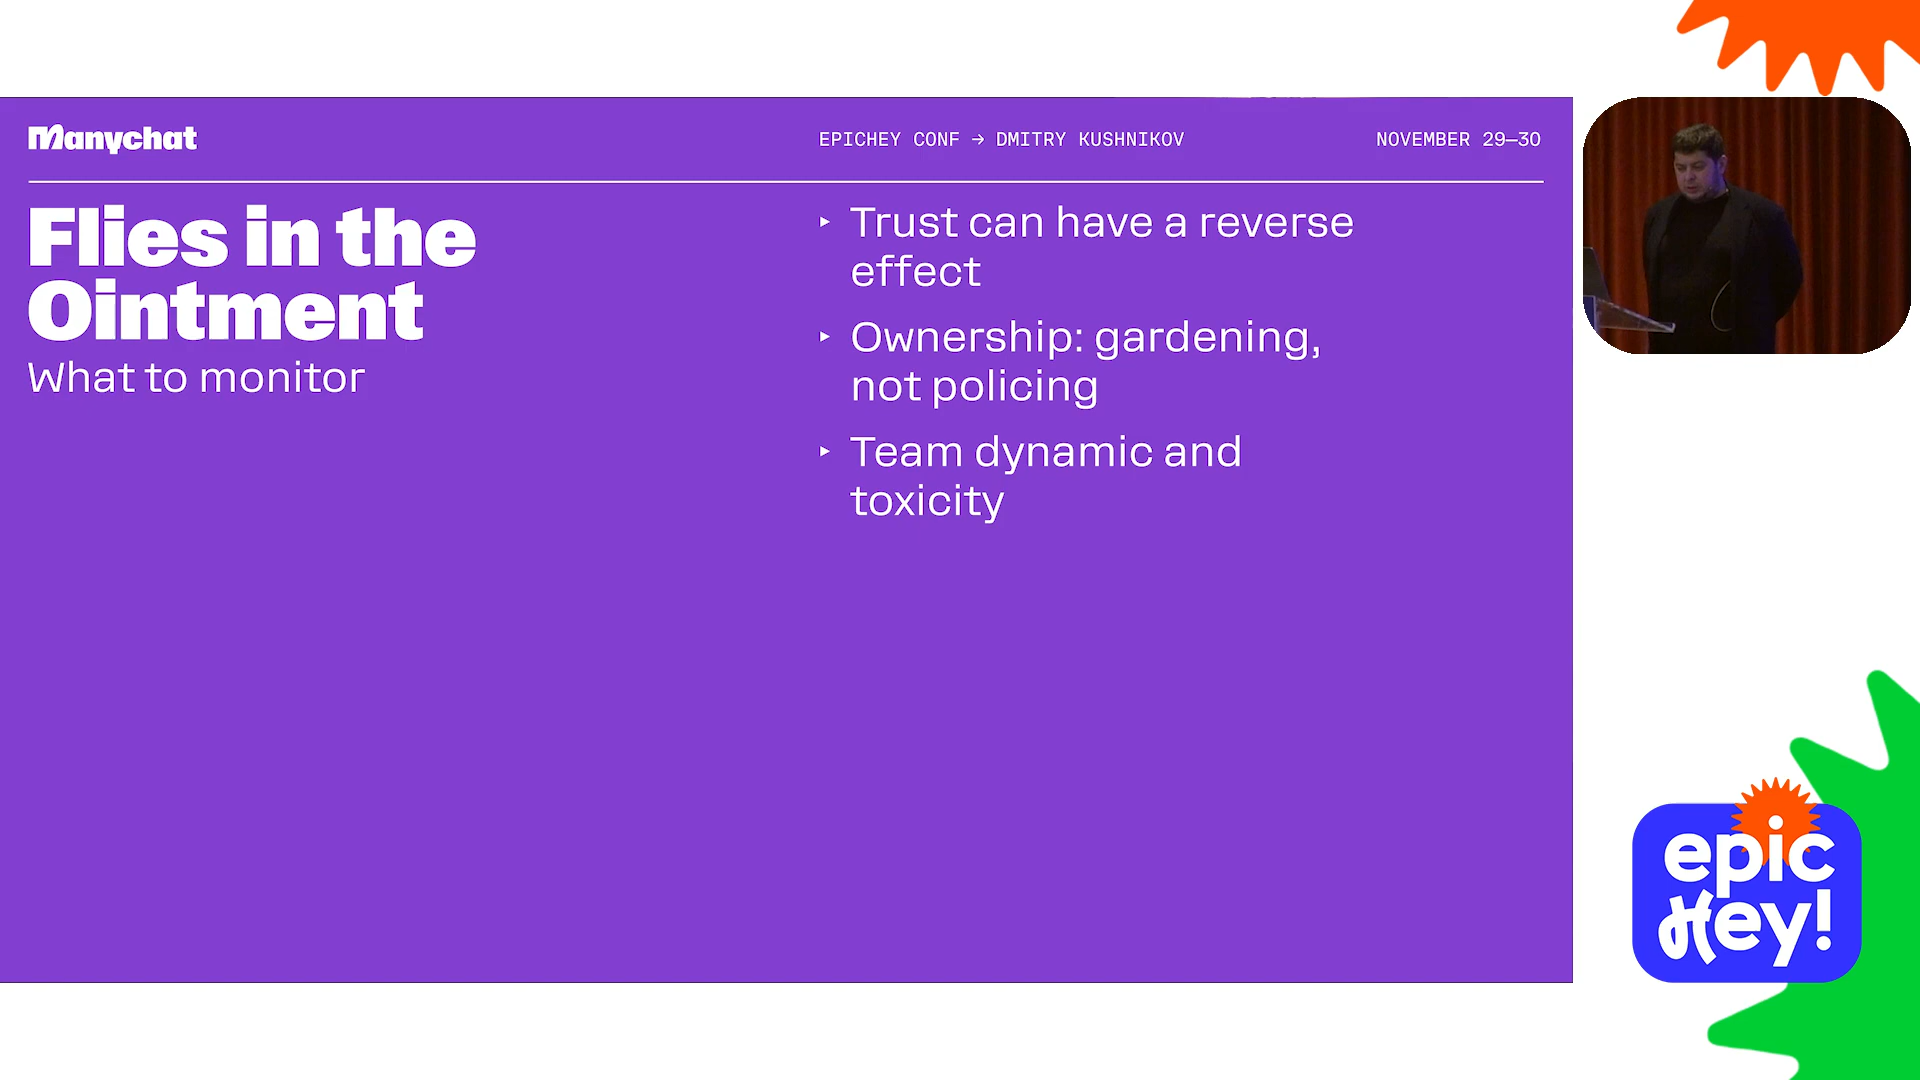 Manychat
EPICHEY CONF → DMITRY KUSHNIKOV
NOVEMBER 29—30
Flies in the
Ointment
What to monitor
▸ Trust can have a reverse
effect
▸ Ownership: gardening,
not policing
▸ Team dynamic and
toxicity
epic
Hey!